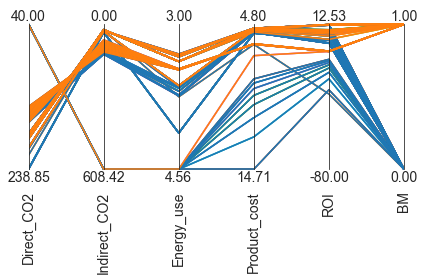 40.00 0.00 3.00 4.80 12.53 1.00
238.85 608.42 4.56 14.71 -80.00 0.00
Direct_CO2
Indirect_CO2
Energy_use
Product_cost
ROI
BM